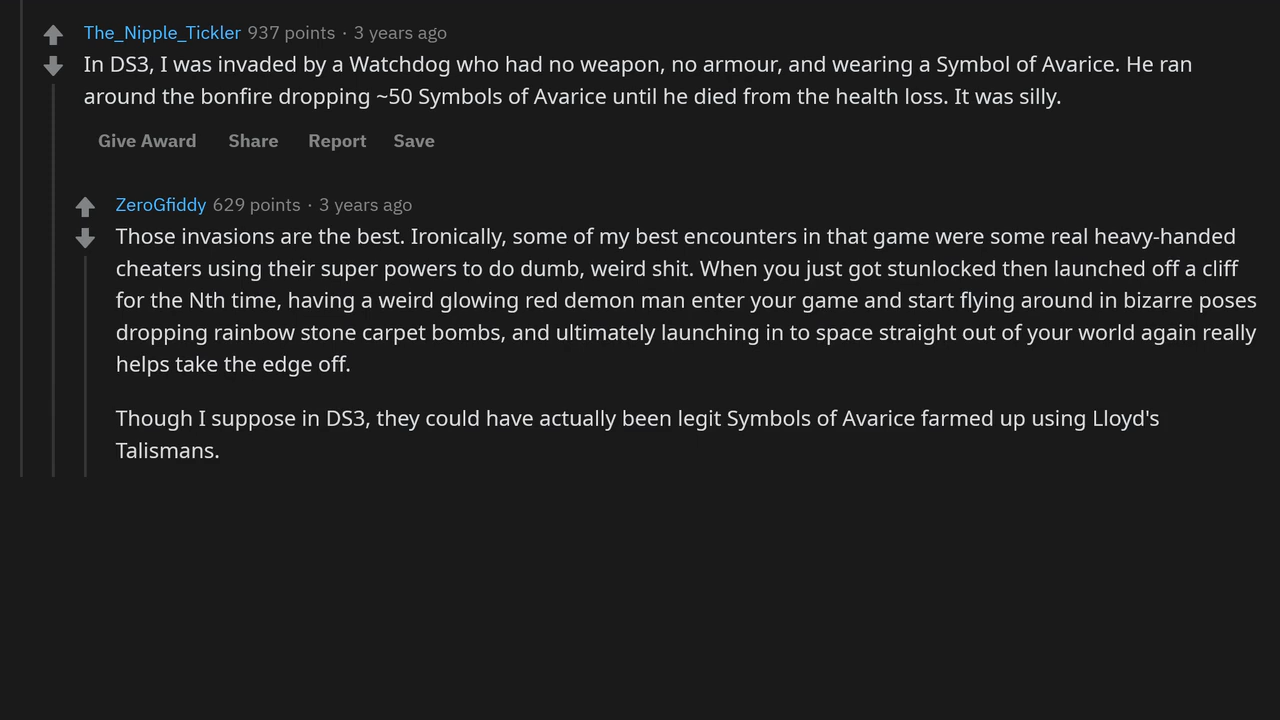 The_Nipple_Tickler 937 points · 3 years ago
In DS3, I was invaded by a Watchdog who had no weapon, no armour, and wearing a Symbol of Avarice. He ran
around the bonfire dropping ~50 Symbols of Avarice until he died from the health loss. It was silly.
Give Award Share Report Save
ZeroGfiddy 629 points · 3 years ago
Those invasions are the best. Ironically, some of my best encounters in that game were some real heavy-handed
cheaters using their super powers to do dumb, weird shit. When you just got stunlocked then launched off a cliff
for the Nth time, having a weird glowing red demon man enter your game and start flying around in bizarre poses
dropping rainbow stone carpet bombs, and ultimately launching in to space straight out of your world again really
helps take the edge off.
Though I suppose in DS3, they could have actually been legit Symbols of Avarice farmed up using Lloyd's
Talismans.